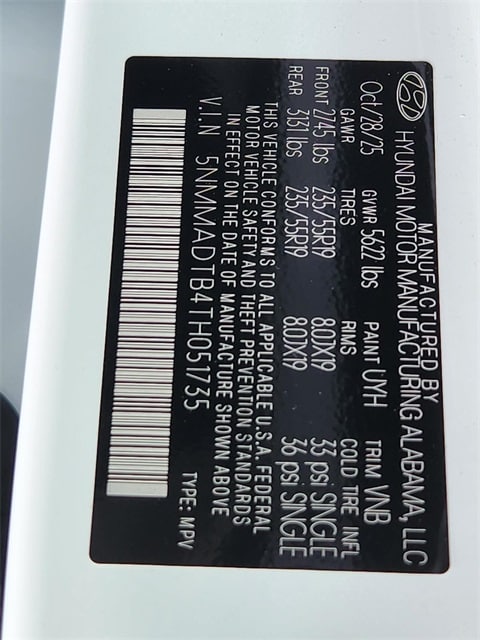 MANUFACTURED BY
HYUNDAI MOTOR MANUFACTURING ALABAMA, LLC
Oct/28/25 GVWR 5622 lbs PAINT UYH TRIM VNB
GAWR TIRES RIMS COLD TIRE INFL
FRONT 2745 lbs 235/55R19 8.0JX19 33 psi SINGLE
REAR 3131 lbs 235/55R19 8.0JX19 36 psi SINGLE
THIS VEHICLE CONFORMS TO ALL APPLICABLE U.S.A. FEDERAL
MOTOR VEHICLE SAFETY AND THEFT PREVENTION STANDARDS
IN EFFECT ON THE DATE OF MANUFACTURE SHOWN ABOVE
V.I.N 5NMMADTB4TH051735 TYPE: MPV